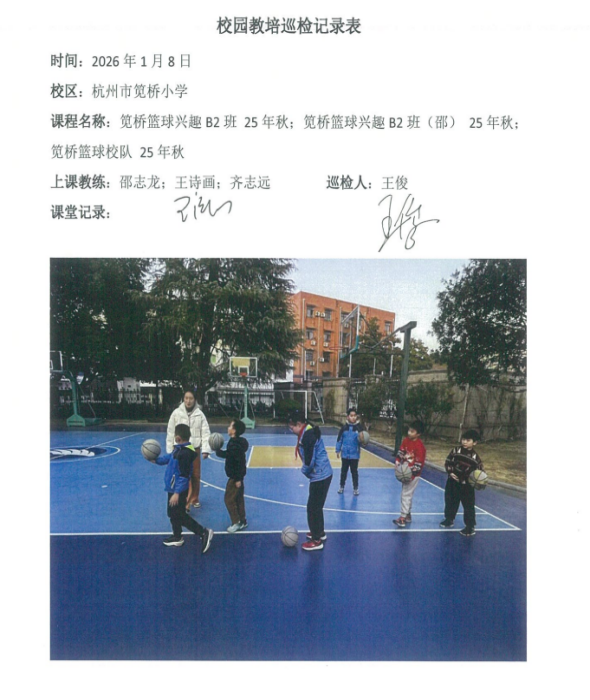 校园教培巡检记录表
时间：2026 年 1 月 8 日
校区：杭州市笕桥小学
课程名称：笕桥篮球兴趣 B2 班 25 年秋；笕桥篮球兴趣 B2 班（邵） 25 年秋；
笕桥篮球校队 25 年秋
上课教练：邵志龙；王诗画；齐志远 巡检人：王俊
课堂记录：